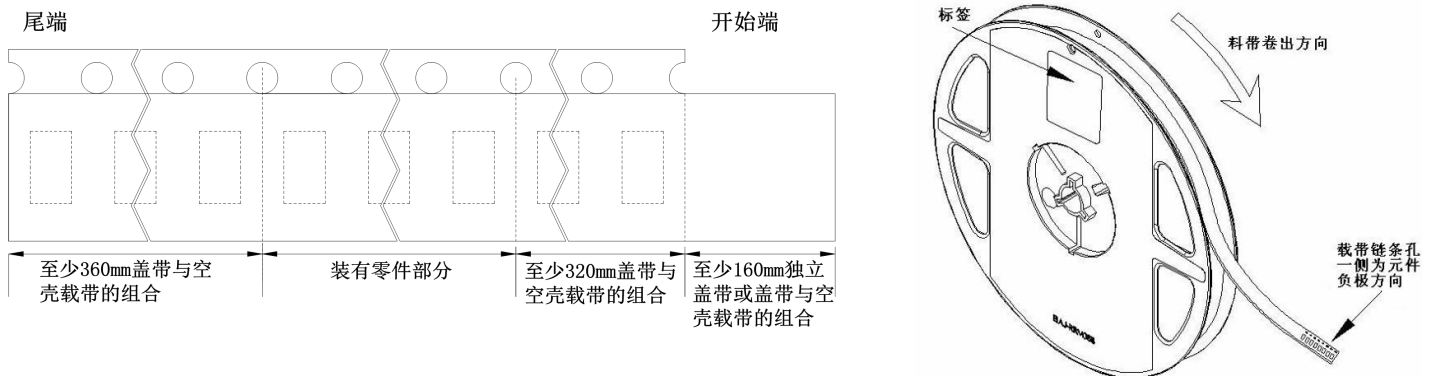 尾端
开始端
至少360mm盖带与空
壳载带的组合
装有零件部分
至少320mm盖带与
空壳载带的组合
至少160mm独立
盖带或盖带与空
壳载带的组合
标签
料带卷出方向
载带链条孔
一侧为元件
负极方向